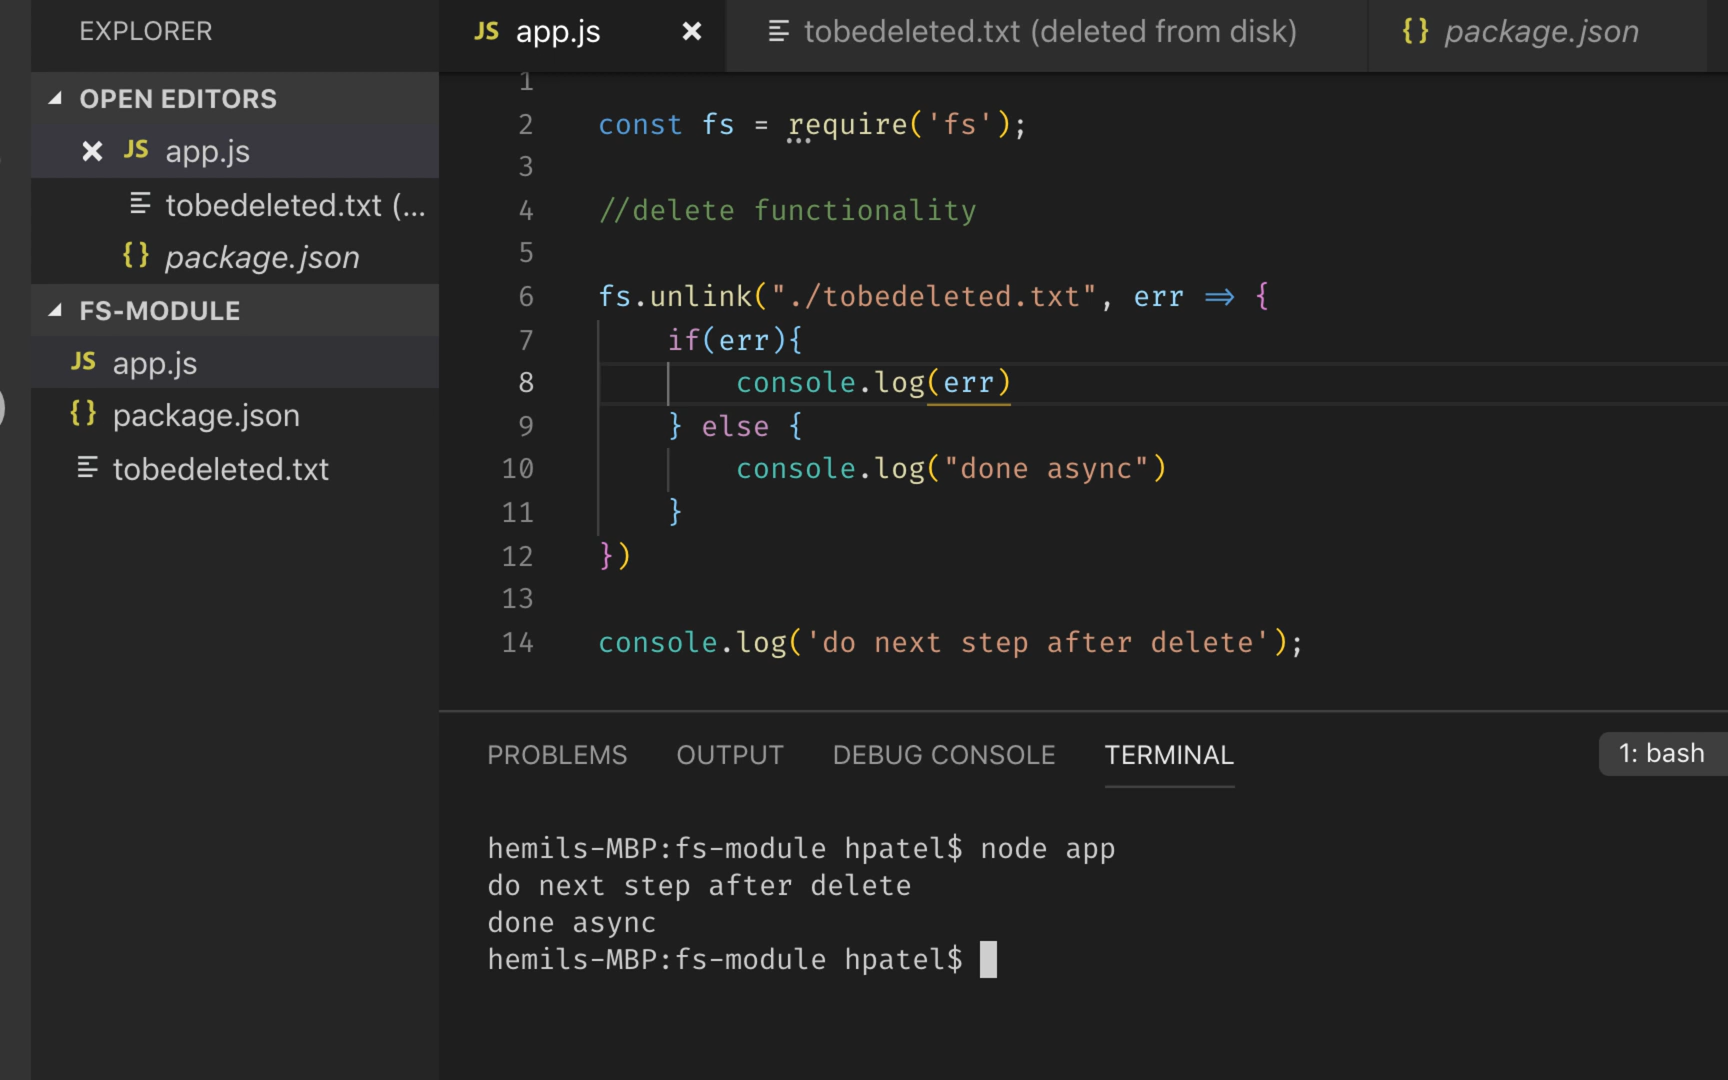 EXPLORER
OPEN EDITORS
JS app.js
tobedeleted.txt (...
{} package.json
FS-MODULE
JS app.js
{} package.json
tobedeleted.txt
JS app.js
tobedeleted.txt (deleted from disk)
{} package.json
1
2 const fs = require('fs');
3
4 //delete functionality
5
6 fs.unlink("./tobedeleted.txt", err => {
7 if(err){
8 console.log(err)
9 } else {
10 console.log("done async")
11 }
12 })
13
14 console.log('do next step after delete');
PROBLEMS OUTPUT DEBUG CONSOLE TERMINAL 1: bash
hemils-MBP:fs-module hpatel$ node app
do next step after delete
done async
hemils-MBP:fs-module hpatel$